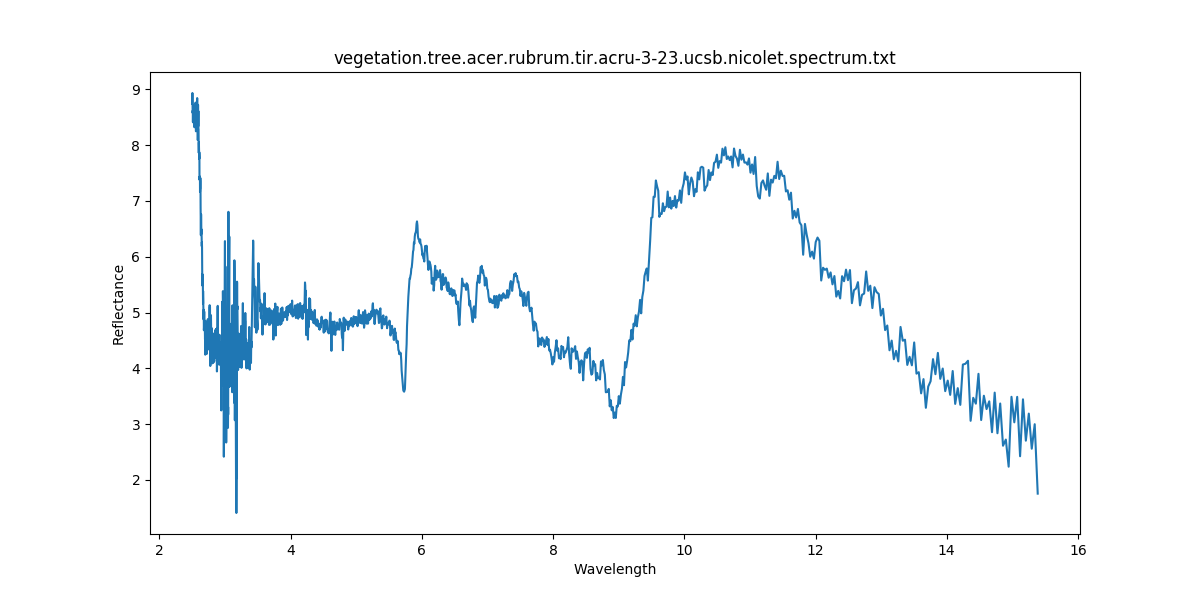 vegetation.tree.acer.rubrum.tir.acru-3-23.ucsb.nicolet.spectrum.txt
9
8
7
6
5
4
3
2
Reflectance
2 4 6 8 10 12 14 16
Wavelength